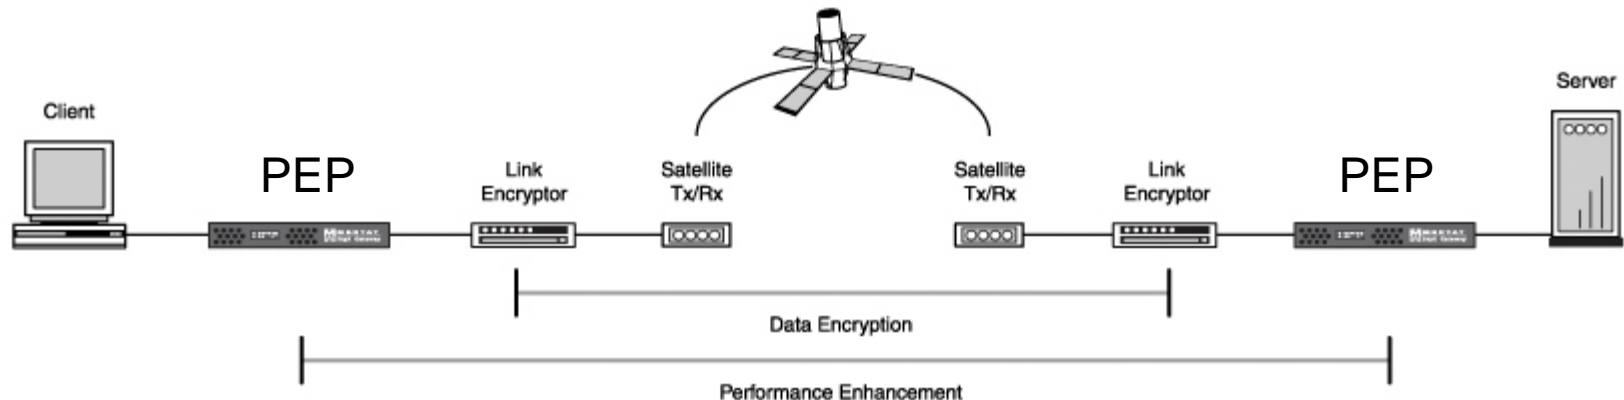 Client
PEP
Link
Encryptor
Satellite
Tx/Rx
Satellite
Tx/Rx
Link
Encryptor
PEP
Server
Data Encryption
Performance Enhancement